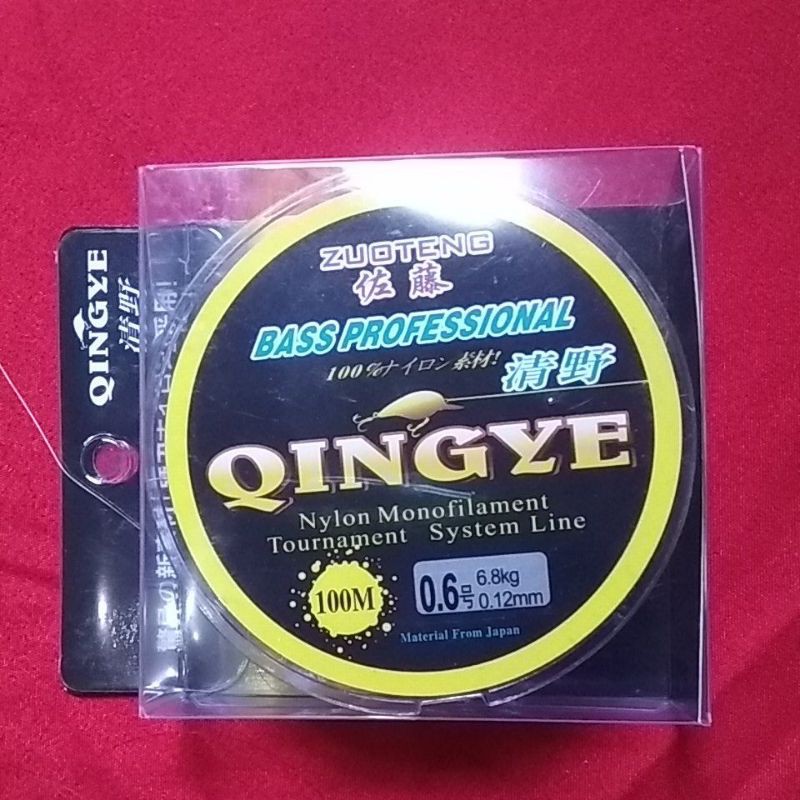 ZUOTENG
佐藤
BASS PROFESSIONAL
100%ナイロン素材!
清野
QINGYE
Nylon Monofilament
Tournament System Line
100M
0.6号
6.8kg
0.12mm
Material From Japan
QINGYE
清野